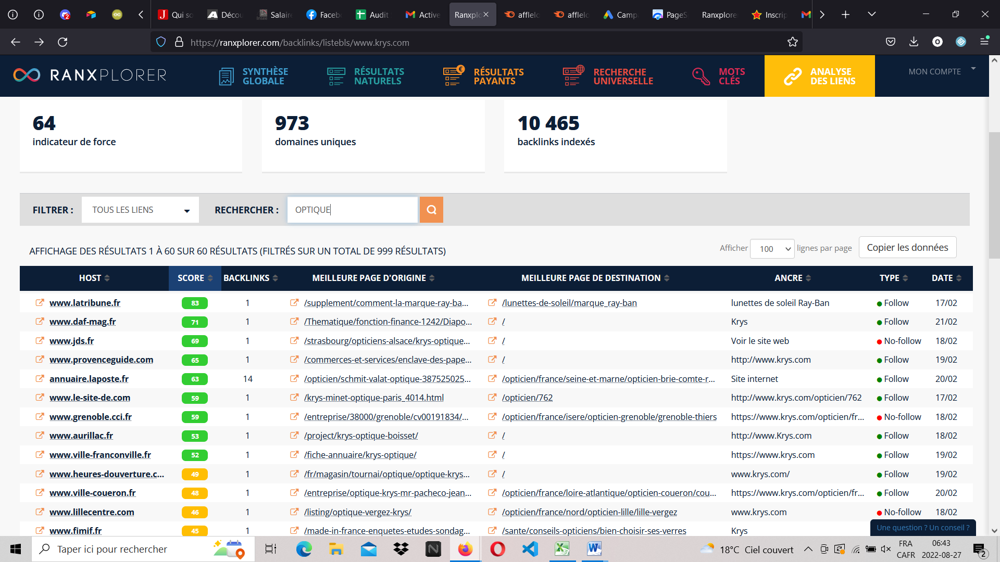 2
Qui so
Décou
Insee
Salaire
Facebo
Audit
Active
Ranxplo
afflelo
afflelo
Camp
PageS
Ranxplore
Inscrip
https://ranxplorer.com/backlinks/listebls/www.krys.com
RANXPLORER
SYNTHÈSE GLOBALE
RÉSULTATS NATURELS
€
RÉSULTATS PAYANTS
RECHERCHE UNIVERSELLE
MOTS CLÉS
ANALYSE DES LIENS
MON COMPTE
64
indicateur de force
973
domaines uniques
10 465
backlinks indexés
FILTRER : TOUS LES LIENS RECHERCHER : OPTIQUE
AFFICHAGE DES RÉSULTATS 1 À 60 SUR 60 RÉSULTATS (FILTRÉS SUR UN TOTAL DE 999 RÉSULTATS)
Afficher 100 lignes par page Copier les données
HOST SCORE BACKLINKS MEILLEURE PAGE D'ORIGINE MEILLEURE PAGE DE DESTINATION ANCRE TYPE DATE
www.latribune.fr 83 1 /supplement/comment-la-marque-ray-ba... /lunettes-de-soleil/marque_ray-ban lunettes de soleil Ray-Ban Follow 17/02
www.daf-mag.fr 71 1 /Thematique/fonction-finance-1242/Diapo... / Krys Follow 21/02
www.jds.fr 69 1 /strasbourg/opticiens-alsace/krys-optique... / Voir le site web No-follow 18/02
www.provenceguide.com 65 1 /commerces-et-services/enclave-des-pape... / http://www.krys.com Follow 19/02
annuaire.laposte.fr 63 14 /opticien/schmit-valat-optique-387525025... /opticien/france/seine-et-marne/opticien-brie-comte-r... Site internet Follow 20/02
www.le-site-de.com 59 1 /krys-minet-optique-paris_4014.html /opticien/762 http://www.krys.com/opticien/762 Follow 17/02
www.grenoble.cci.fr 59 1 /entreprise/38000/grenoble/cv00191834/... /opticien/france/isere/opticien-grenoble/grenoble-thiers https://www.krys.com/opticien/fr... No-follow 18/02
www.aurillac.fr 53 1 /project/krys-optique-boisset/ / http://www.Krys.com Follow 18/02
www.ville-franconville.fr 52 1 /fiche-annuaire/krys-optique/ / https://www.krys.com Follow 19/02
www.heures-douverture.c... 49 1 /fr/magasin/tournai/optique/optique-krys... / www.krys.com/ Follow 19/02
www.ville-coueron.fr 48 1 /entreprise/optique-krys-mr-pacheco-jean... /opticien/france/loire-atlantique/opticien-coueron/cou... https://www.krys.com/opticien/fr... Follow 20/02
www.lillecentre.com 46 1 /listing/optique-vergez-krys/ /opticien/france/nord/opticien-lille/lille-vergez www.krys.com No-follow 18/02
www.fimif.fr 45 1 /made-in-france-enquetes-etudes-sondag... /sante/conseils-opticiens/bien-choisir-ses-verres Krys
Une question ? Un conseil ?
Taper ici pour rechercher
18°C Ciel couvert
FRA
CAFR
06:43
2022-08-27
2